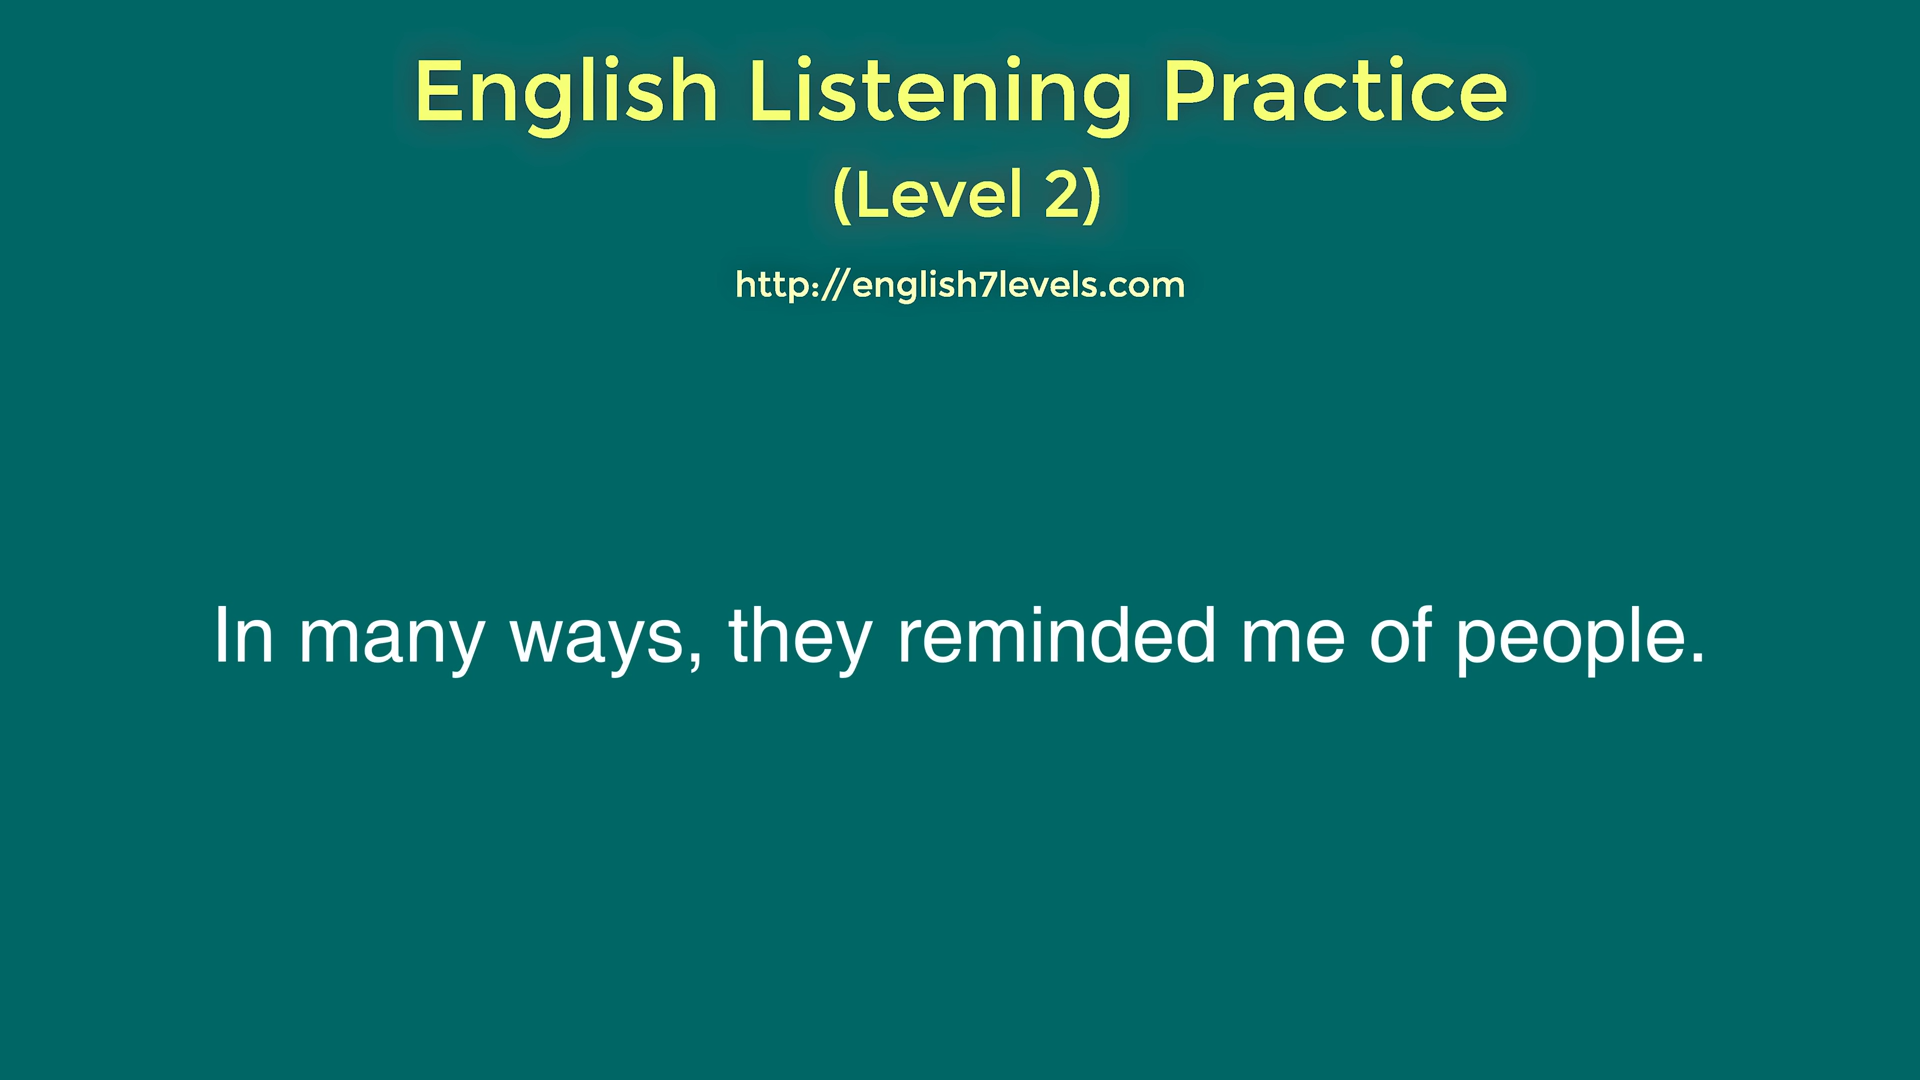 English Listening Practice
(Level 2)
http://english7levels.com
In many ways, they reminded me of people.